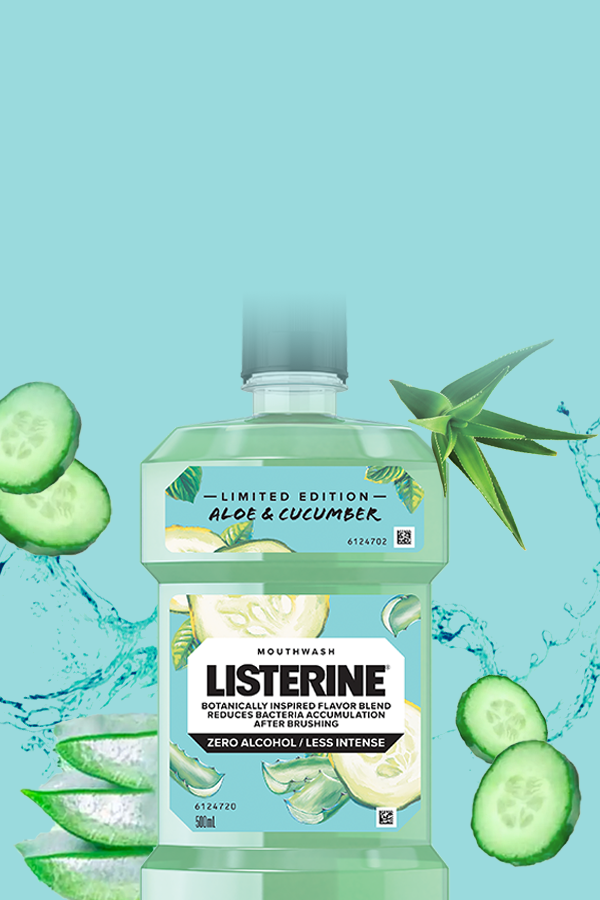 LIMITED EDITION
ALOE & CUCUMBER
6124702
MOUTHWASH
LISTERINE®
BOTANICALLY INSPIRED FLAVOR BLEND
REDUCES BACTERIA ACCUMULATION
AFTER BRUSHING
ZERO ALCOHOL / LESS INTENSE
6124720
500mL